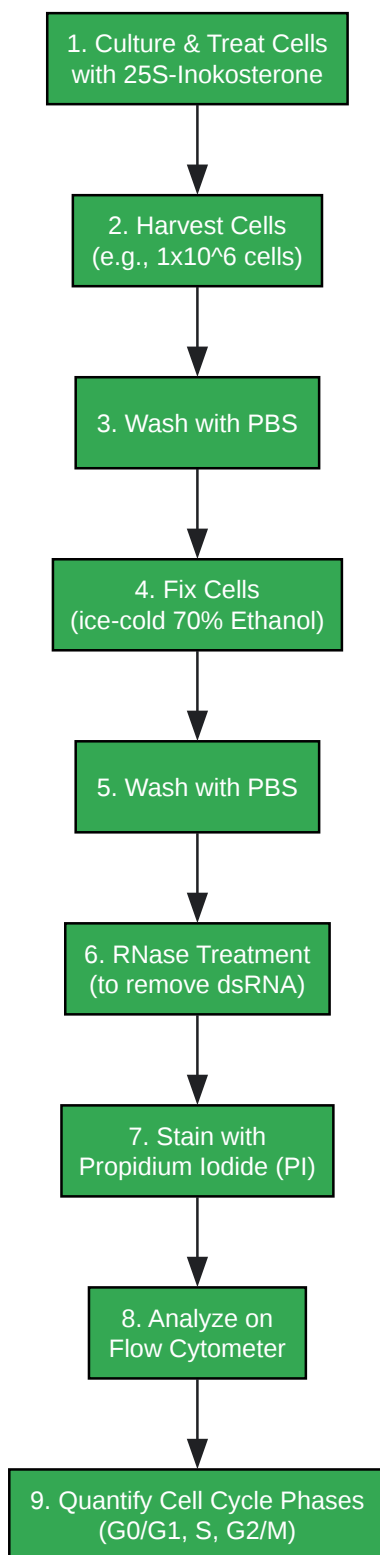 1. Culture & Treat Cells
with 25S-Inokosterone
2. Harvest Cells
(e.g., 1x10^6 cells)
3. Wash with PBS
4. Fix Cells
(ice-cold 70% Ethanol)
5. Wash with PBS
6. RNase Treatment
(to remove dsRNA)
7. Stain with
Propidium Iodide (PI)
8. Analyze on
Flow Cytometer
9. Quantify Cell Cycle Phases
(G0/G1, S, G2/M)